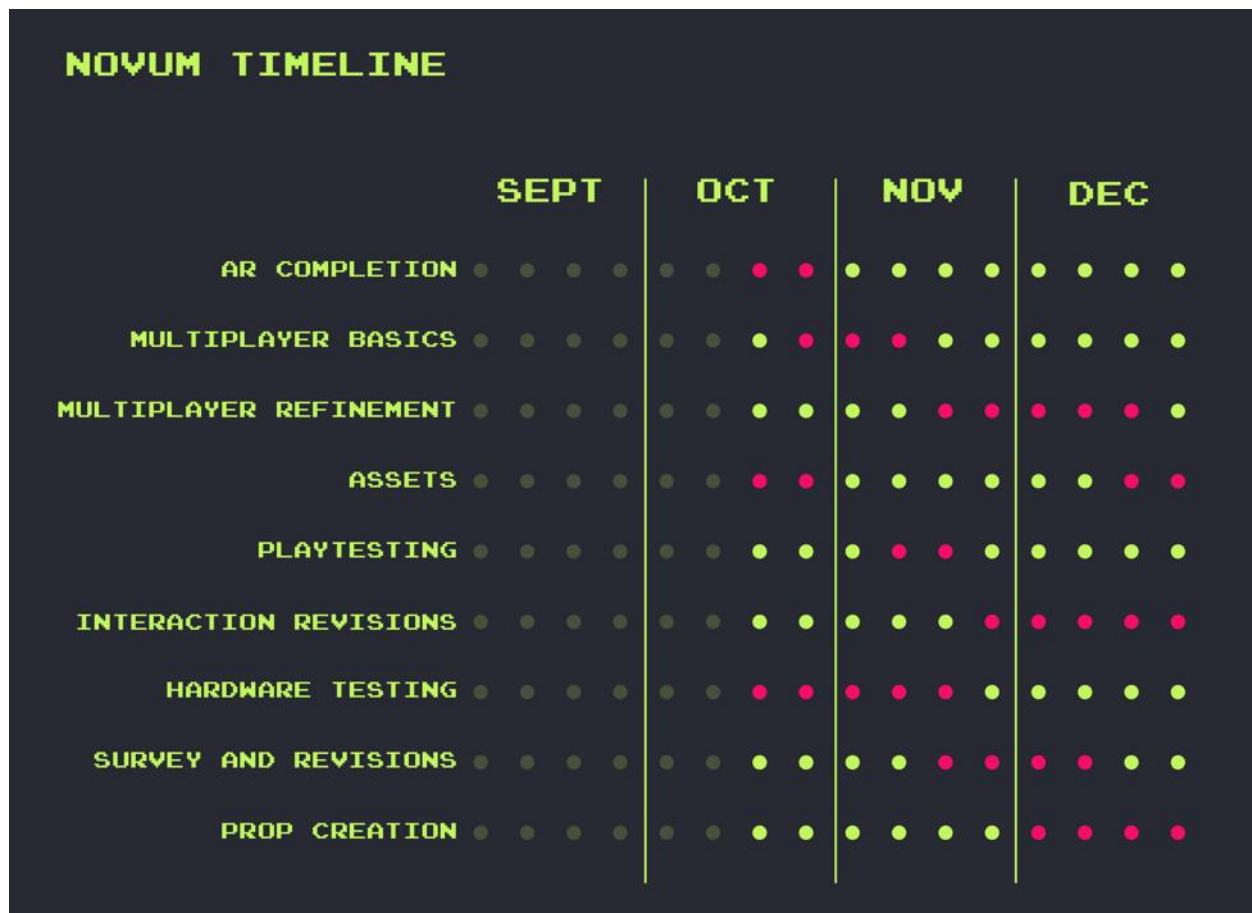 NOVUM TIMELINE
SEPT OCT NOV DEC
AR COMPLETION
MULTIPLAYER BASICS
MULTIPLAYER REFINEMENT
ASSETS
PLAYTESTING
INTERACTION REVISIONS
HARDWARE TESTING
SURVEY AND REVISIONS
PROP CREATION